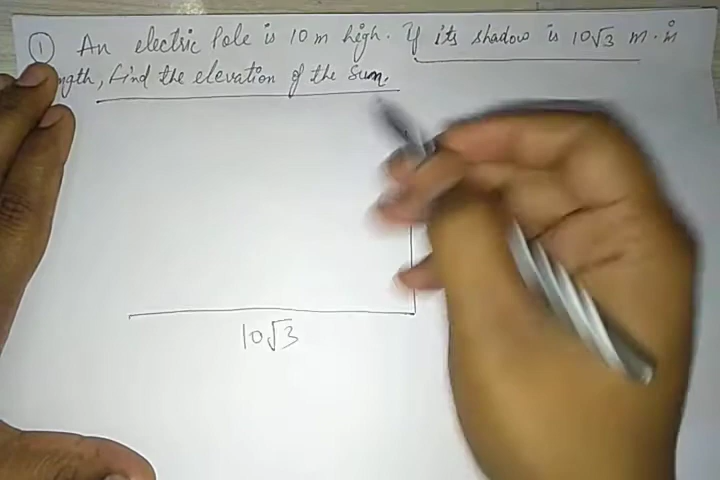 ① An electric Pole is 10 m high. If its shadow is 10√3 m. in
ngth, find the elevation of the sum.
10√3